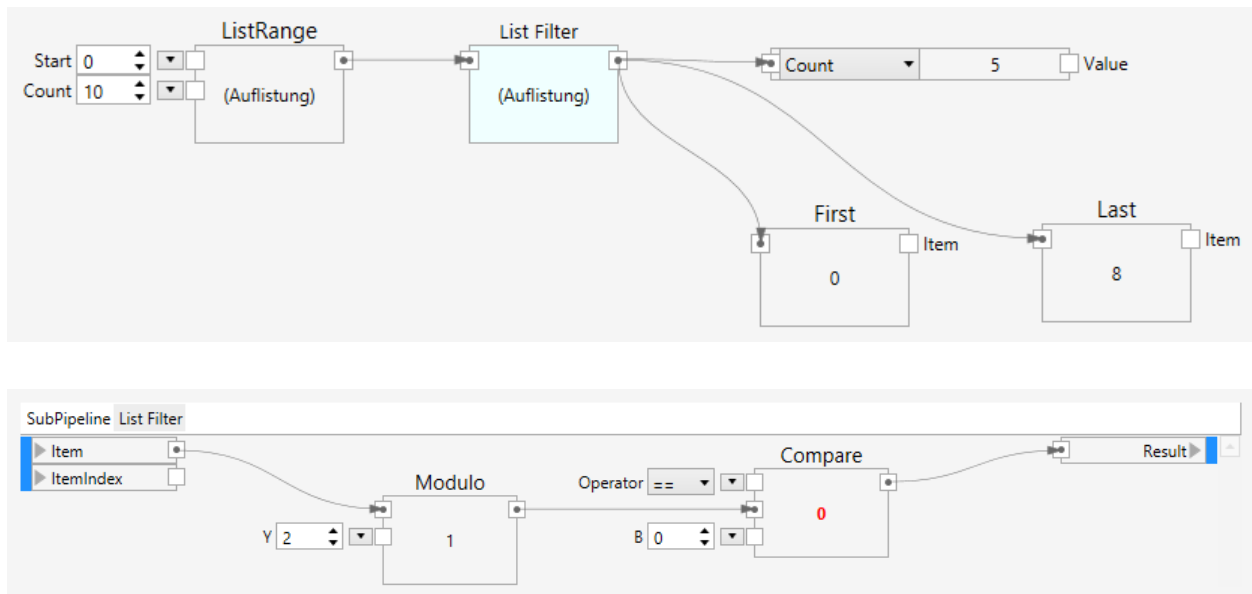 ListRange
List Filter
Start 0
Count 10
(Auflistung)
(Auflistung)
Count 5 Value
First
Last
Item
Item
0
8
SubPipeline List Filter
Item
ItemIndex
Modulo
Y 2
1
Operator ==
Compare
B 0
0
Result